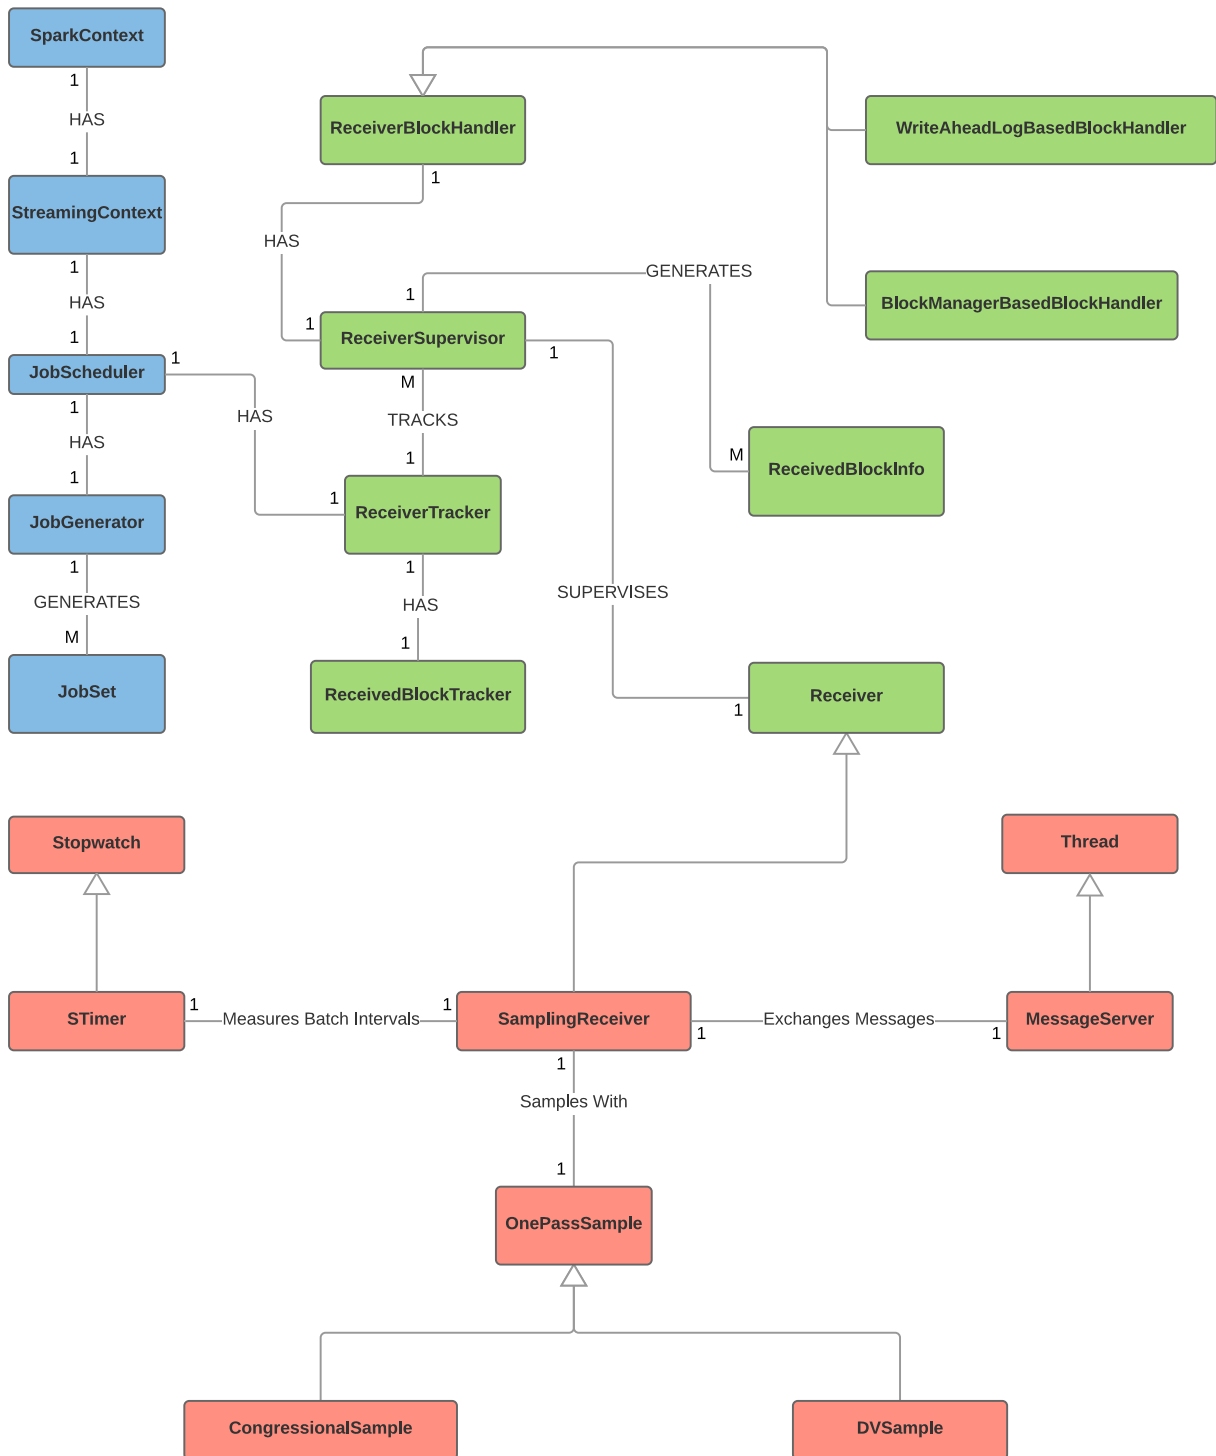 SparkContext
1
HAS
1
StreamingContext
1
HAS
1
JobScheduler
1
1
HAS
1
JobGenerator
1
GENERATES
M
JobSet
HAS
1
ReceiverBlockHandler
1
HAS
1
WriteAheadLogBasedBlockHandler
BlockManagerBasedBlockHandler
1
GENERATES
M
ReceivedBlockInfo
ReceiverSupervisor
1
M
TRACKS
1
ReceiverTracker
1
HAS
1
ReceivedBlockTracker
SUPERVISES
1
Receiver
Stopwatch
Thread
STimer
1
Measures Batch Intervals
1
SamplingReceiver
1
Exchanges Messages
1
MessageServer
1
Samples With
1
OnePassSample
CongressionalSample
DVSample